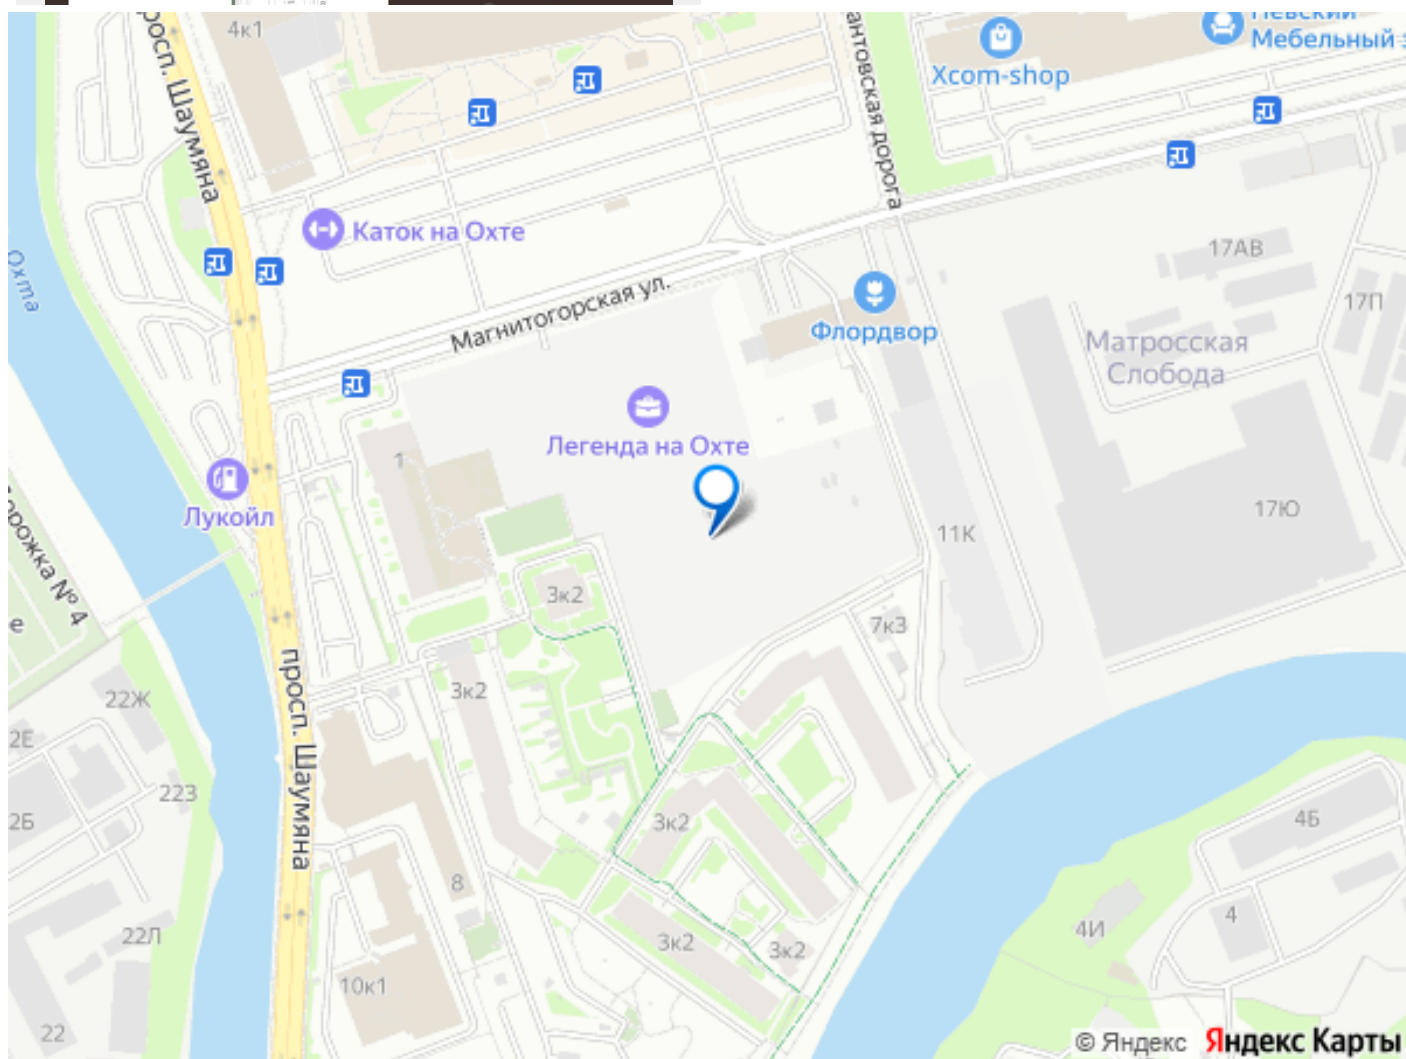 4к1
просп. Шаумяна
Xcom-shop
Мебельный
дорога
Каток на Охте
Охта
17АВ
17П
Магнитогорская ул.
Флордвор
Матросская
Слобода
Легенда на Охте
1
Лукойл
17Ю
11К
№ 4
е
3к2
7к3
3к2
22Ж
2Е
просп. Шаумяна
223
2Б
3к2
4Б
8
4
22Л
4И
3к2
3к2
10к1
22
© Яндекс
Яндекс Карты